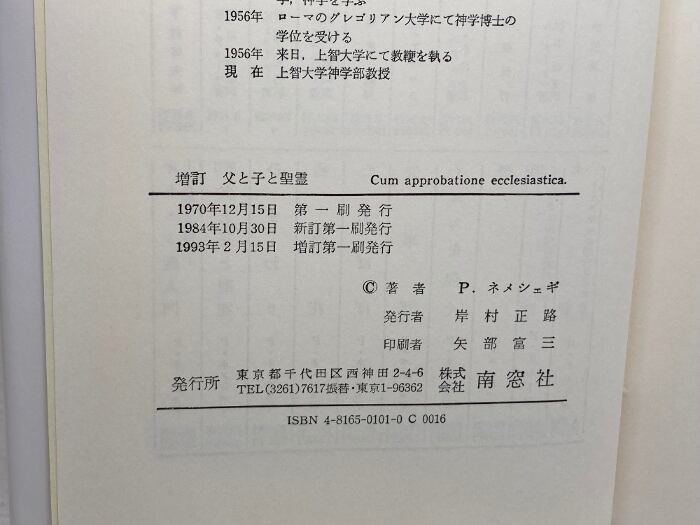 学，神学を学ぶ
1956年 ローマのグレゴリアン大学にて神学博士の
学位を受ける
1956年 来日，上智大学にて教鞭を執る
現 在 上智大学神学部教授
増訂 父と子と聖霊 Cum approbatione ecclesiastica.
1970年12月15日 第一刷発行
1984年10月30日 新訂第一刷発行
1993年2月15日 増訂第一刷発行
© 著 者 P. ネメシェギ
発行者 岸村正路
印刷者 矢部富三
発行所 東京都千代田区西神田2-4-6 株式会社 南窓社
TEL(3261)7617振替・東京1-96362
ISBN 4-8165-0101-0 C 0016